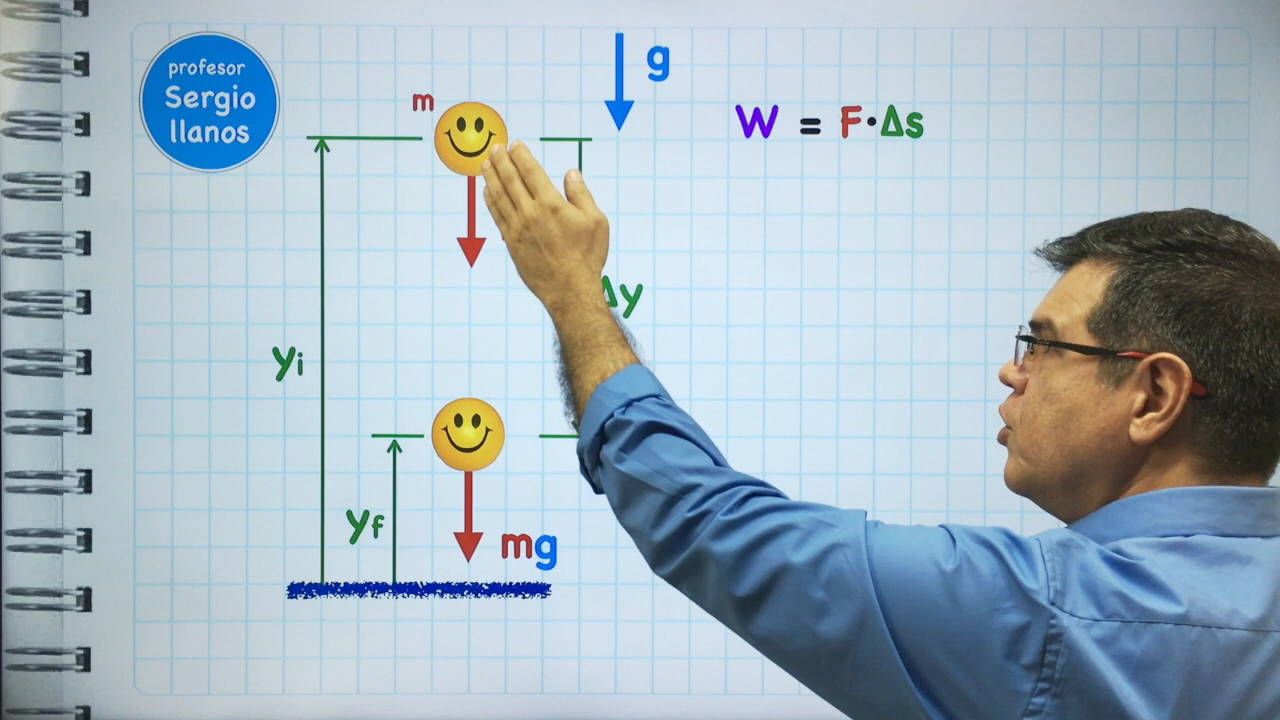 profesor
Sergio
llanos
m
g
W = F·Δs
Δy
yi
yf
mg